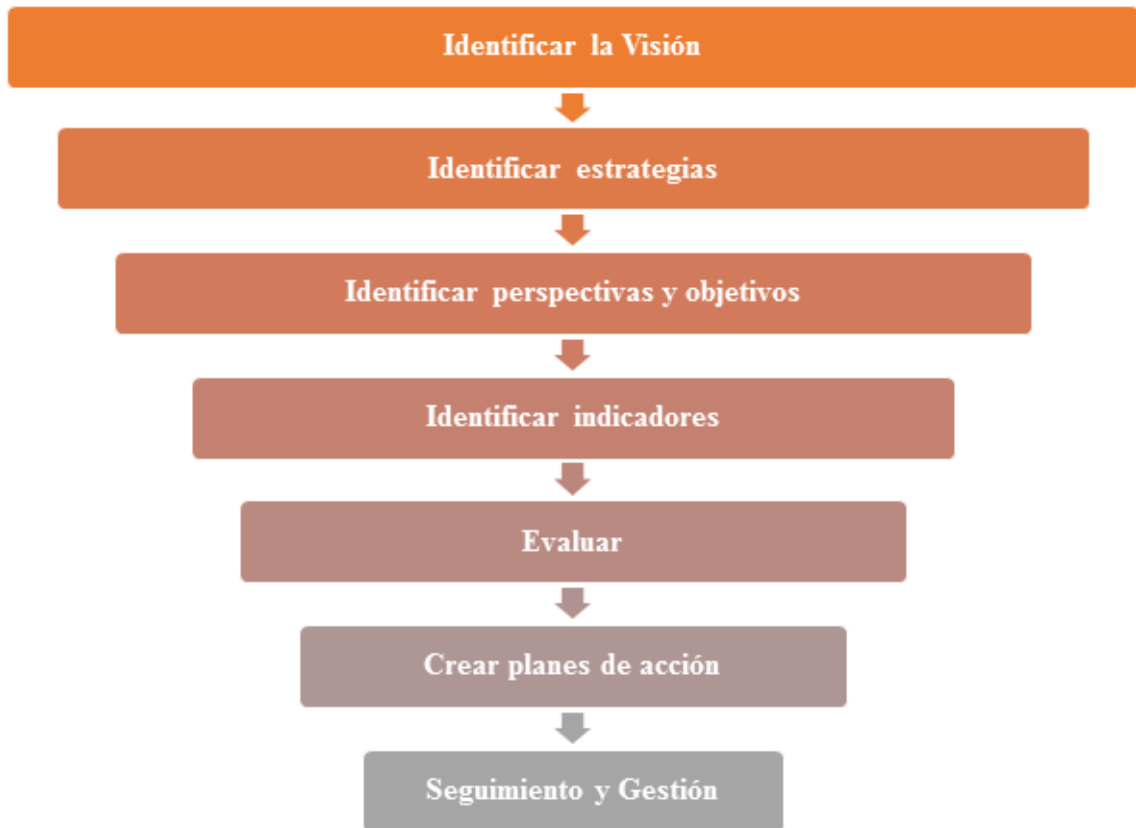 Identificar la Visión
Identificar estrategias
Identificar perspectivas y objetivos
Identificar indicadores
Evaluar
Crear planes de acción
Seguimiento y Gestión